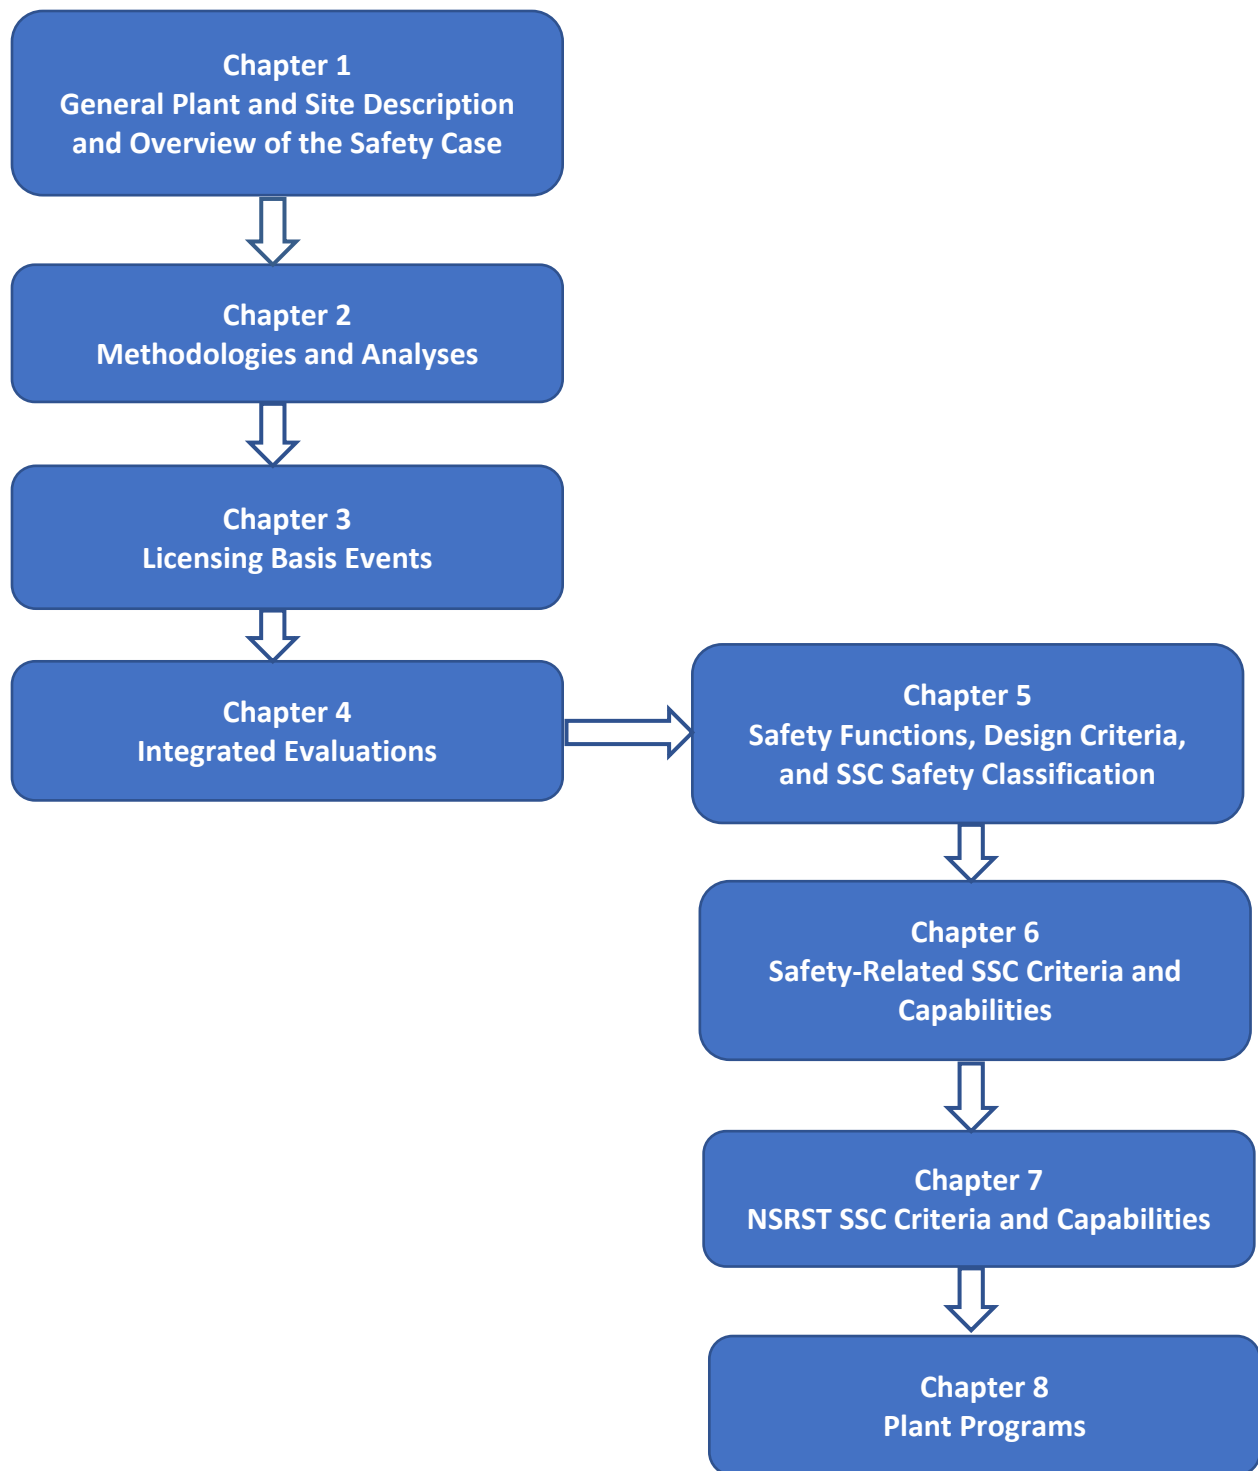 Chapter 1
General Plant and Site Description
and Overview of the Safety Case
Chapter 2
Methodologies and Analyses
Chapter 3
Licensing Basis Events
Chapter 4
Integrated Evaluations
Chapter 5
Safety Functions, Design Criteria,
and SSC Safety Classification
Chapter 6
Safety-Related SSC Criteria and
Capabilities
Chapter 7
NSRST SSC Criteria and Capabilities
Chapter 8
Plant Programs